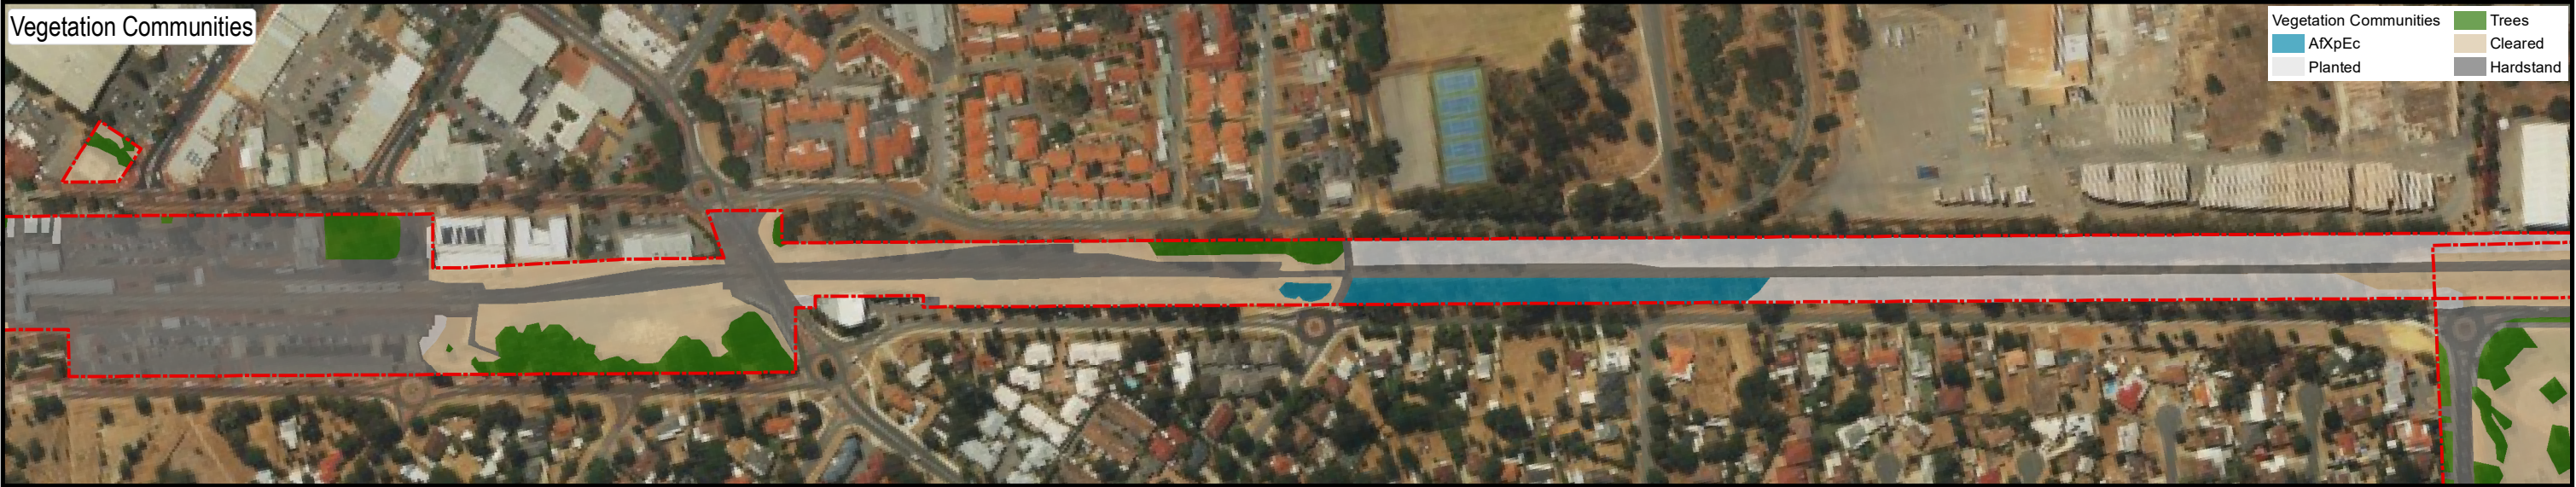 Vegetation Communities
Vegetation Communities
AfXpEc
Planted
Trees
Cleared
Hardstand